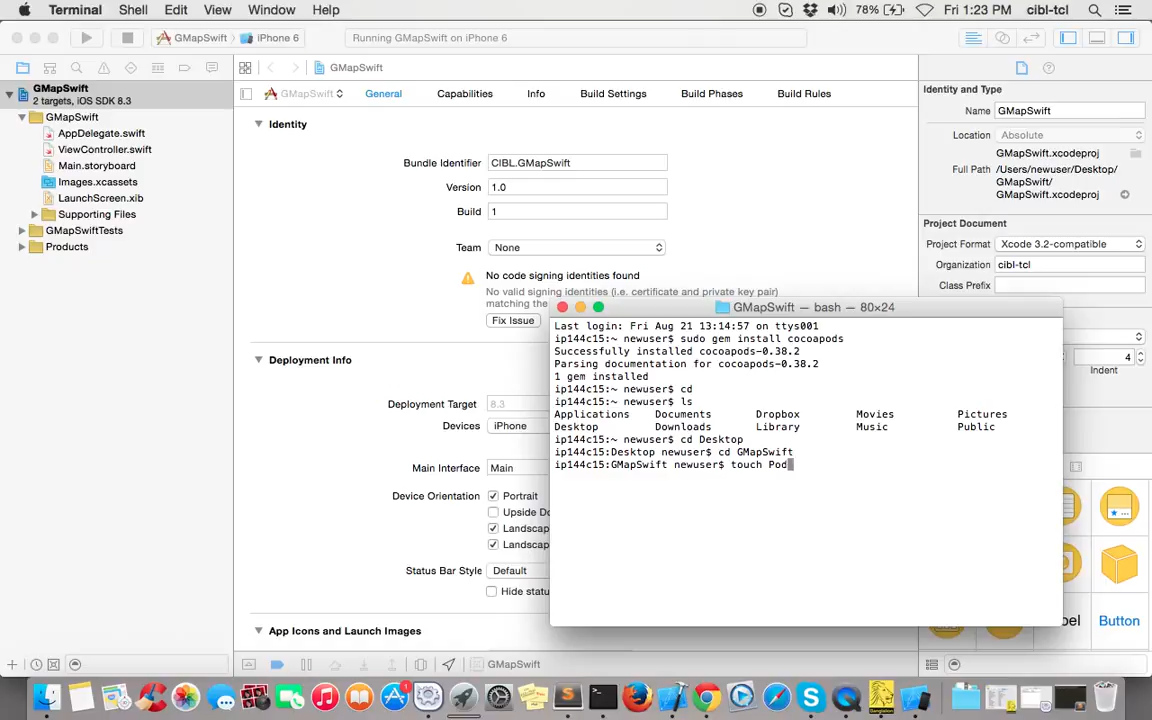 Terminal Shell Edit View Window Help 78% Fri 1:23 PM cibl-tcl
GMapSwift iPhone 6 Running GMapSwift on iPhone 6
GMapSwift
GMapSwift
2 targets, iOS SDK 8.3
GMapSwift
AppDelegate.swift
ViewController.swift
Main.storyboard
Images.xcassets
LaunchScreen.xib
Supporting Files
GMapSwiftTests
Products
GMapSwift General Capabilities Info Build Settings Build Phases Build Rules
Identity
Bundle Identifier CIBL.GMapSwift
Version 1.0
Build 1
Team None
No code signing identities found
No valid signing identities (i.e. certificate and private key pair)
matching the
Fix Issue
Deployment Info
Deployment Target 8.3
Devices iPhone
Main Interface Main
Device Orientation Portrait
Upside Do
Landscap
Landscap
Status Bar Style Default
Hide statu
App Icons and Launch Images
GMapSwift
Identity and Type
Name GMapSwift
Location Absolute
GMapSwift.xcodeproj
Full Path /Users/newuser/Desktop/
GMapSwift/
GMapSwift.xcodeproj
Project Document
Project Format Xcode 3.2-compatible
Organization cibl-tcl
Class Prefix
4
Indent
bel
Button
GMapSwift — bash — 80×24
Last login: Fri Aug 21 13:14:57 on ttys001
ip144c15:~ newuser$ sudo gem install cocoapods
Successfully installed cocoapods-0.38.2
Parsing documentation for cocoapods-0.38.2
1 gem installed
ip144c15:~ newuser$ cd
ip144c15:~ newuser$ ls
Applications Documents Dropbox Movies Pictures
Desktop Downloads Library Music Public
ip144c15:~ newuser$ cd Desktop
ip144c15:Desktop newuser$ cd GMapSwift
ip144c15:GMapSwift newuser$ touch Pod